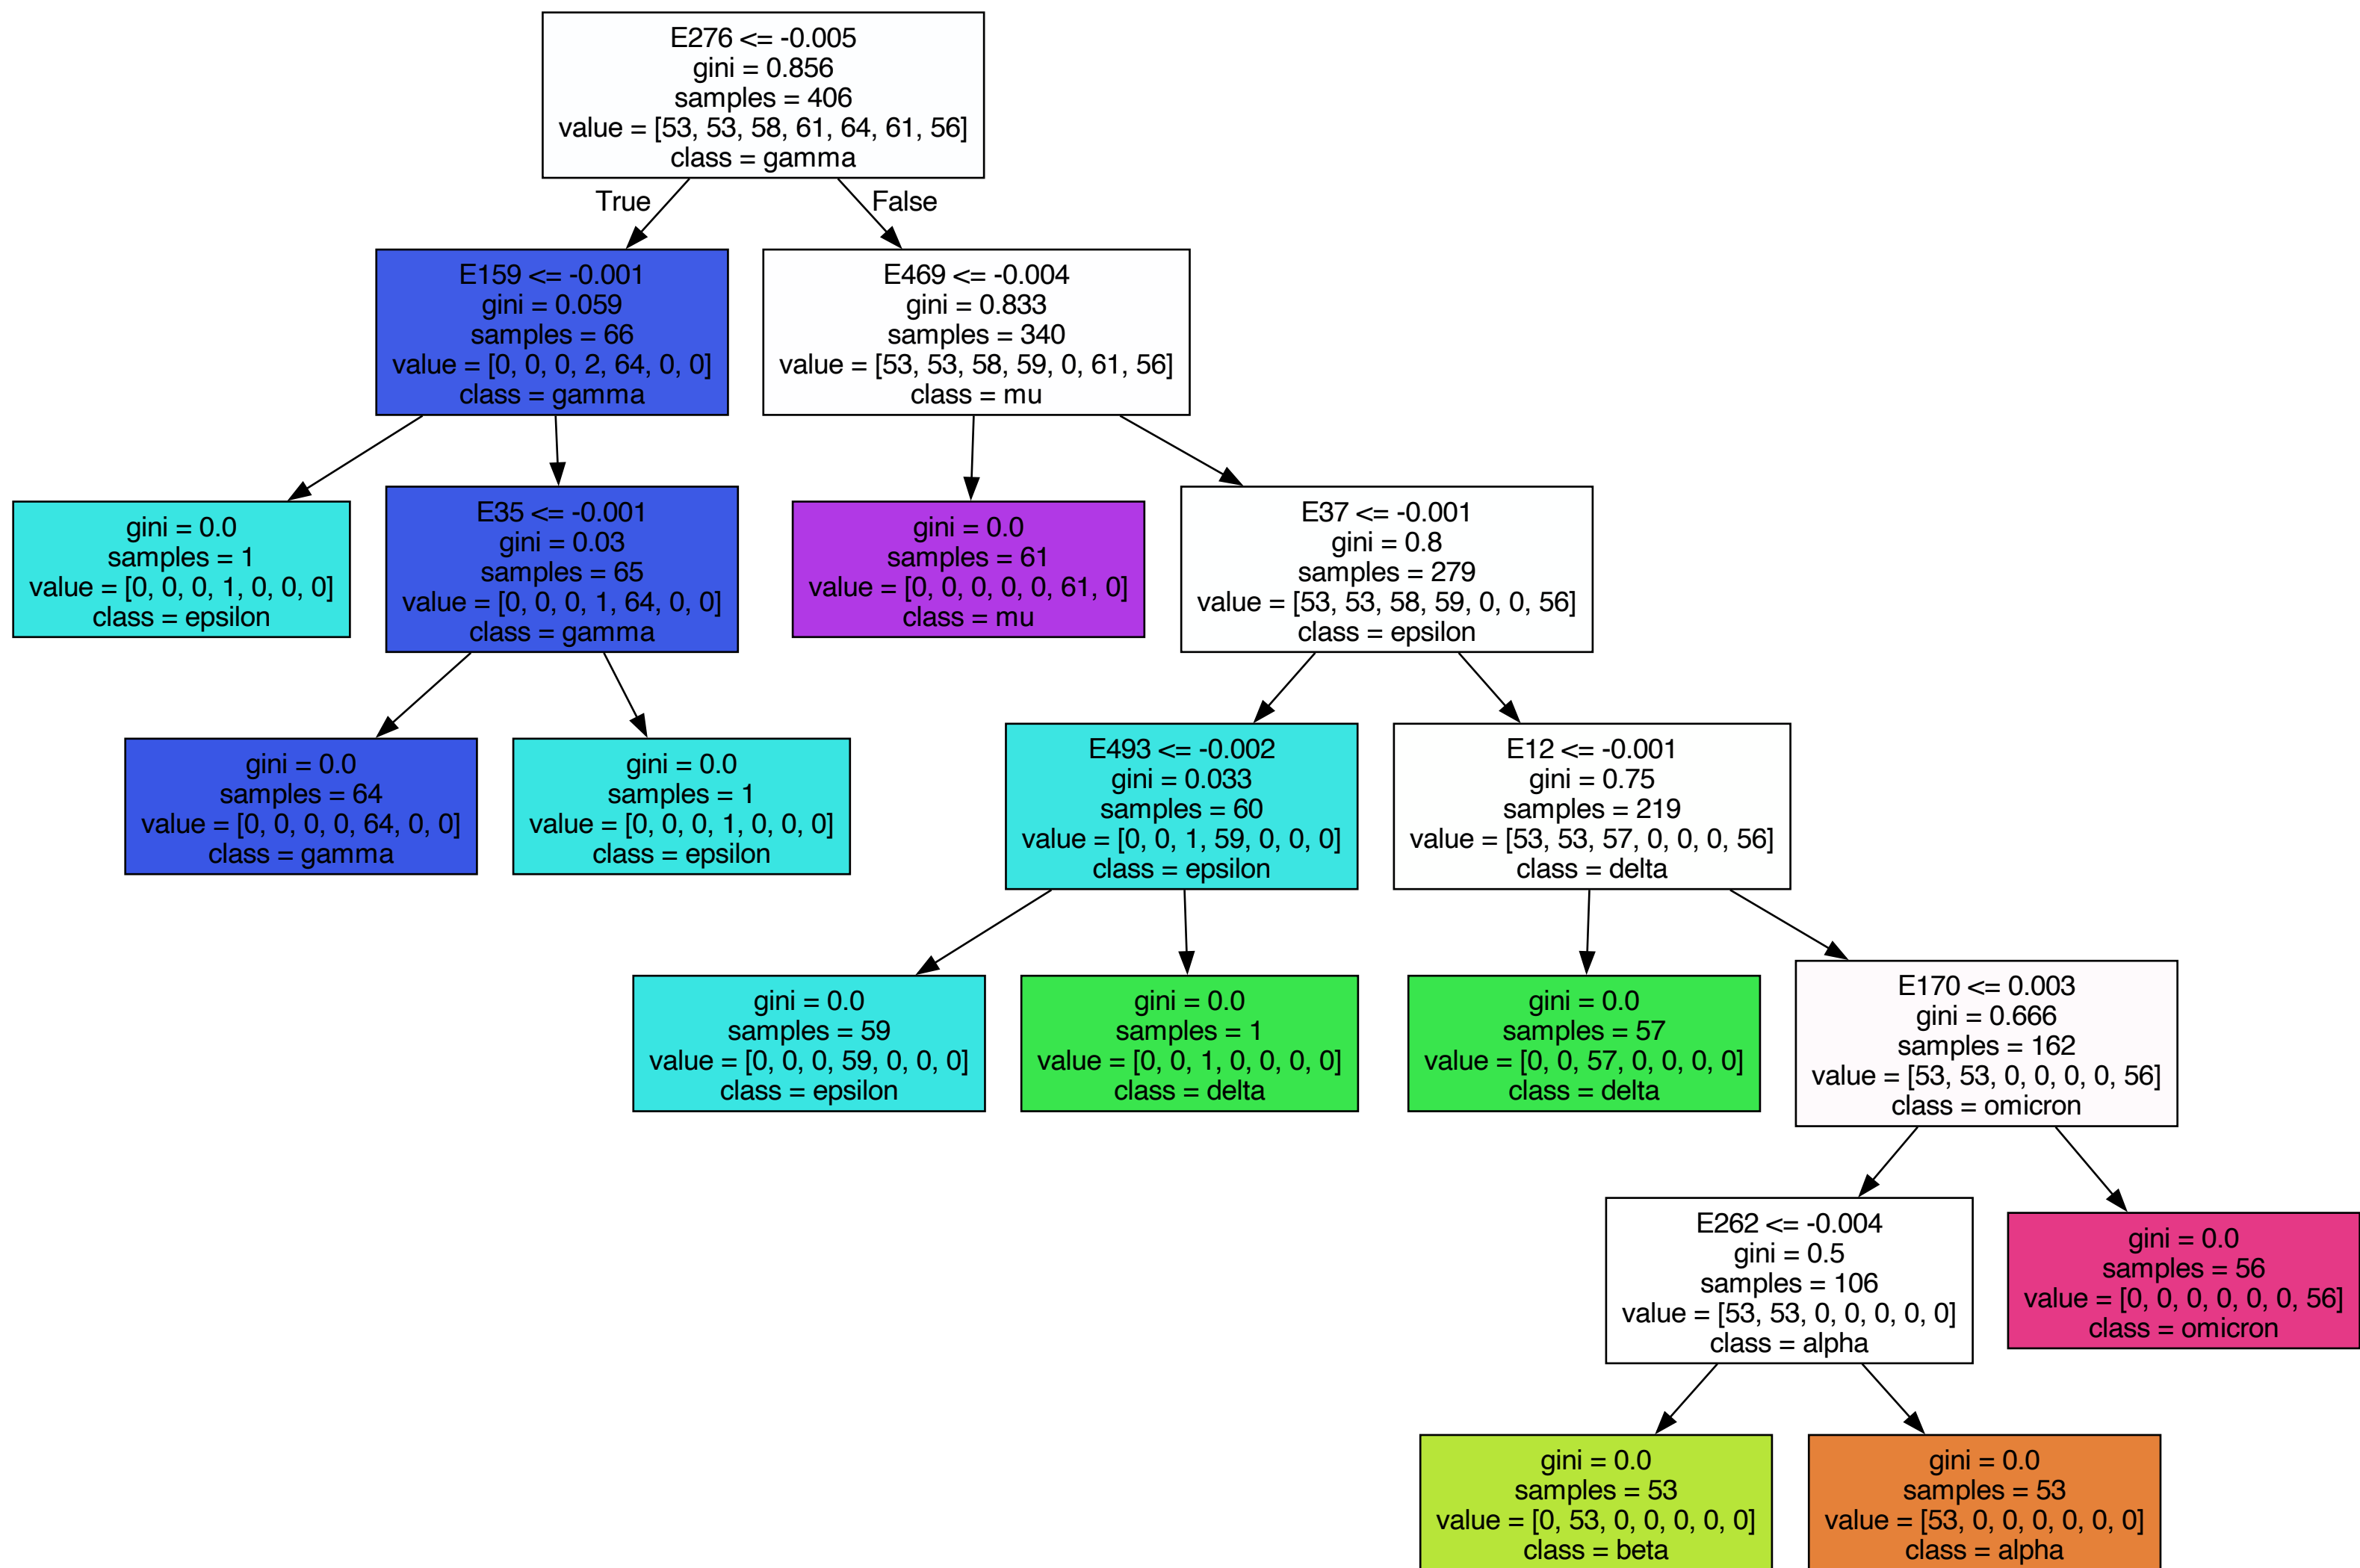 E276 <= -0.005
gini = 0.856
samples = 406
value = [53, 53, 58, 61, 64, 61, 56]
class = gamma
True
False
E159 <= -0.001
gini = 0.059
samples = 66
value = [0, 0, 0, 2, 64, 0, 0]
class = gamma
E469 <= -0.004
gini = 0.833
samples = 340
value = [53, 53, 58, 59, 0, 61, 56]
class = mu
gini = 0.0
samples = 1
value = [0, 0, 0, 1, 0, 0, 0]
class = epsilon
E35 <= -0.001
gini = 0.03
samples = 65
value = [0, 0, 0, 1, 64, 0, 0]
class = gamma
gini = 0.0
samples = 61
value = [0, 0, 0, 0, 0, 61, 0]
class = mu
E37 <= -0.001
gini = 0.8
samples = 279
value = [53, 53, 58, 59, 0, 0, 56]
class = epsilon
gini = 0.0
samples = 64
value = [0, 0, 0, 0, 64, 0, 0]
class = gamma
gini = 0.0
samples = 1
value = [0, 0, 0, 1, 0, 0, 0]
class = epsilon
E493 <= -0.002
gini = 0.033
samples = 60
value = [0, 0, 1, 59, 0, 0, 0]
class = epsilon
E12 <= -0.001
gini = 0.75
samples = 219
value = [53, 53, 57, 0, 0, 0, 56]
class = delta
gini = 0.0
samples = 59
value = [0, 0, 0, 59, 0, 0, 0]
class = epsilon
gini = 0.0
samples = 1
value = [0, 0, 1, 0, 0, 0, 0]
class = delta
gini = 0.0
samples = 57
value = [0, 0, 57, 0, 0, 0, 0]
class = delta
E170 <= 0.003
gini = 0.666
samples = 162
value = [53, 53, 0, 0, 0, 0, 56]
class = omicron
E262 <= -0.004
gini = 0.5
samples = 106
value = [53, 53, 0, 0, 0, 0, 0]
class = alpha
gini = 0.0
samples = 56
value = [0, 0, 0, 0, 0, 0, 56]
class = omicron
gini = 0.0
samples = 53
value = [0, 53, 0, 0, 0, 0, 0]
class = beta
gini = 0.0
samples = 53
value = [53, 0, 0, 0, 0, 0, 0]
class = alpha